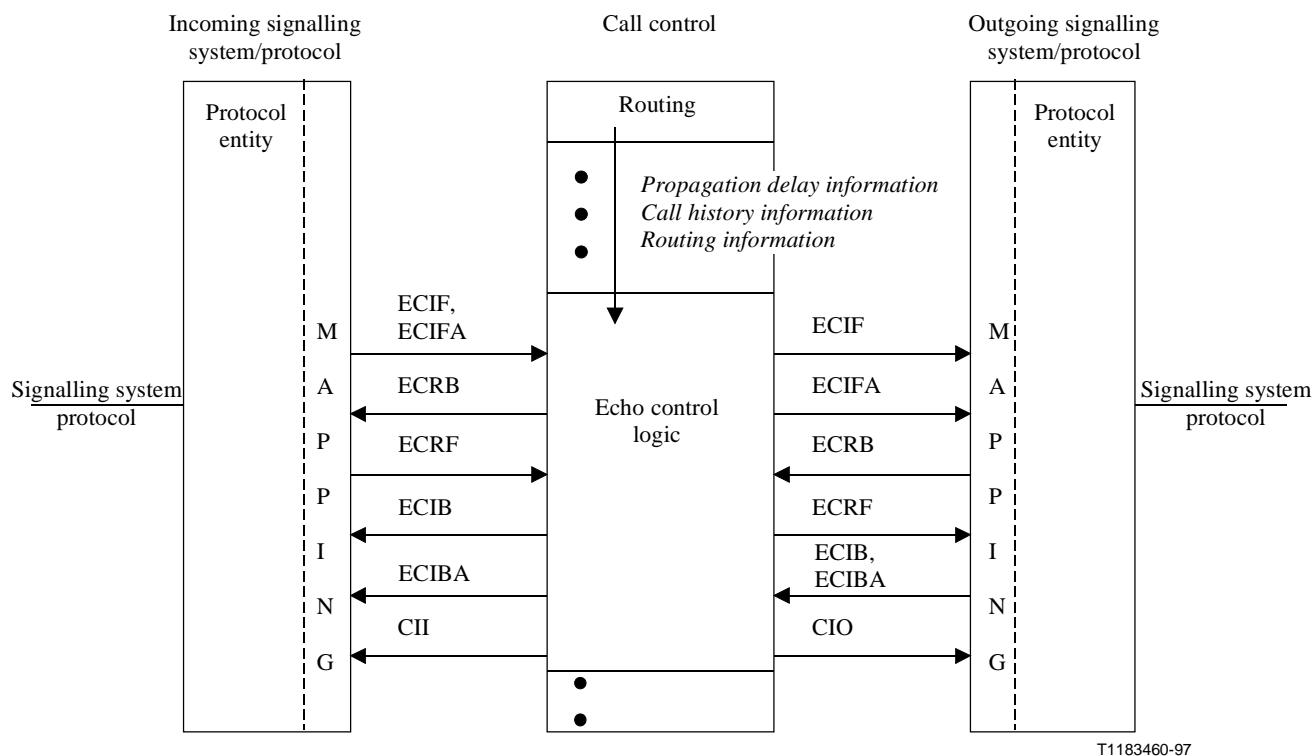 Incoming signalling
system/protocol
Call control
Outgoing signalling
system/protocol
Protocol
entity
Routing
Protocol
entity
Propagation delay information
Call history information
Routing information
M
A
P
P
I
N
G
ECIF,
ECIFA
ECRB
ECRF
ECIB
ECIBA
CII
Signalling system
protocol
Echo control
logic
ECIF
ECIFA
ECRB
ECRF
ECIB,
ECIBA
CIO
M
A
P
P
I
N
G
Signalling system
protocol
T1183460-97